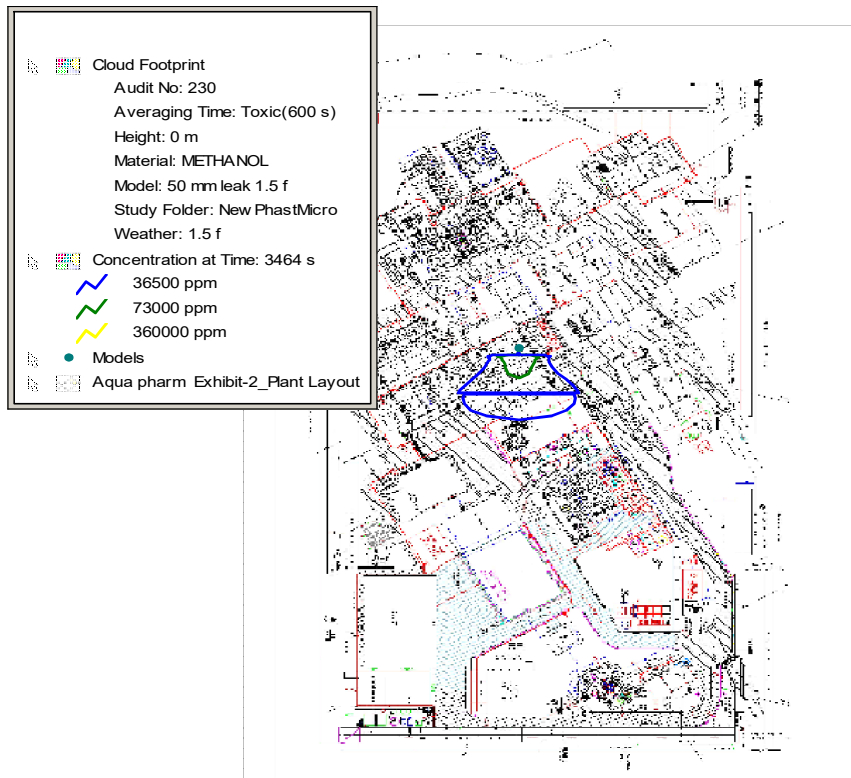 Cloud Footprint
Audit No: 230
Averaging Time: Toxic(600 s)
Height: 0 m
Material: METHANOL
Model: 50 mm leak 1.5 f
Study Folder: New PhastMicro
Weather: 1.5 f
Concentration at Time: 3464 s
36500 ppm
73000 ppm
360000 ppm
Models
Aqua pharm Exhibit-2_Plant Layout